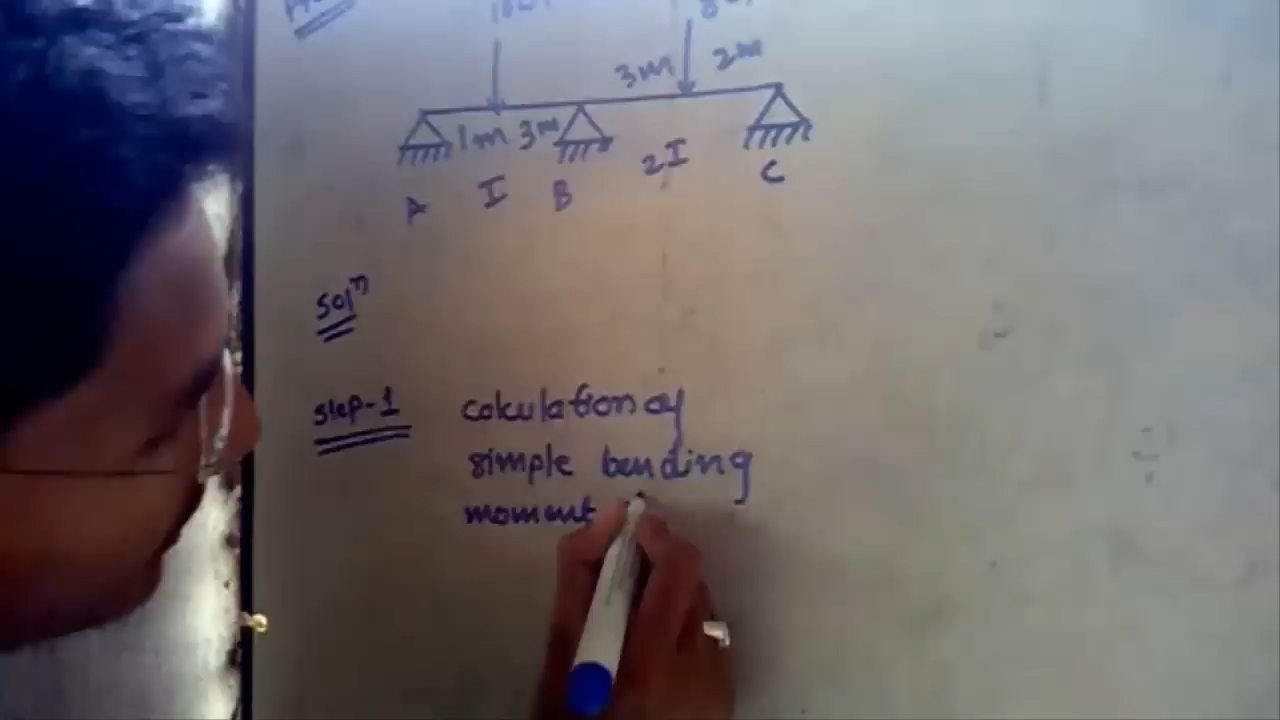 3m 2m
1m 3m
I 2I
A B C
Solⁿ
Step-1 calculation of
simple bending
moment